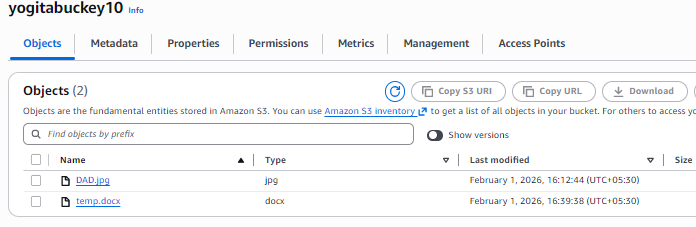 yogitabuckey10 Info
Objects Metadata Properties Permissions Metrics Management Access Points
Objects (2) Copy S3 URI Copy URL Download
Objects are the fundamental entities stored in Amazon S3. You can use Amazon S3 inventory to get a list of all objects in your bucket. For others to access yo
Find objects by prefix Show versions
Name Type Last modified Size
DAD.jpg jpg February 1, 2026, 16:12:44 (UTC+05:30)
temp.docx docx February 1, 2026, 16:39:38 (UTC+05:30)